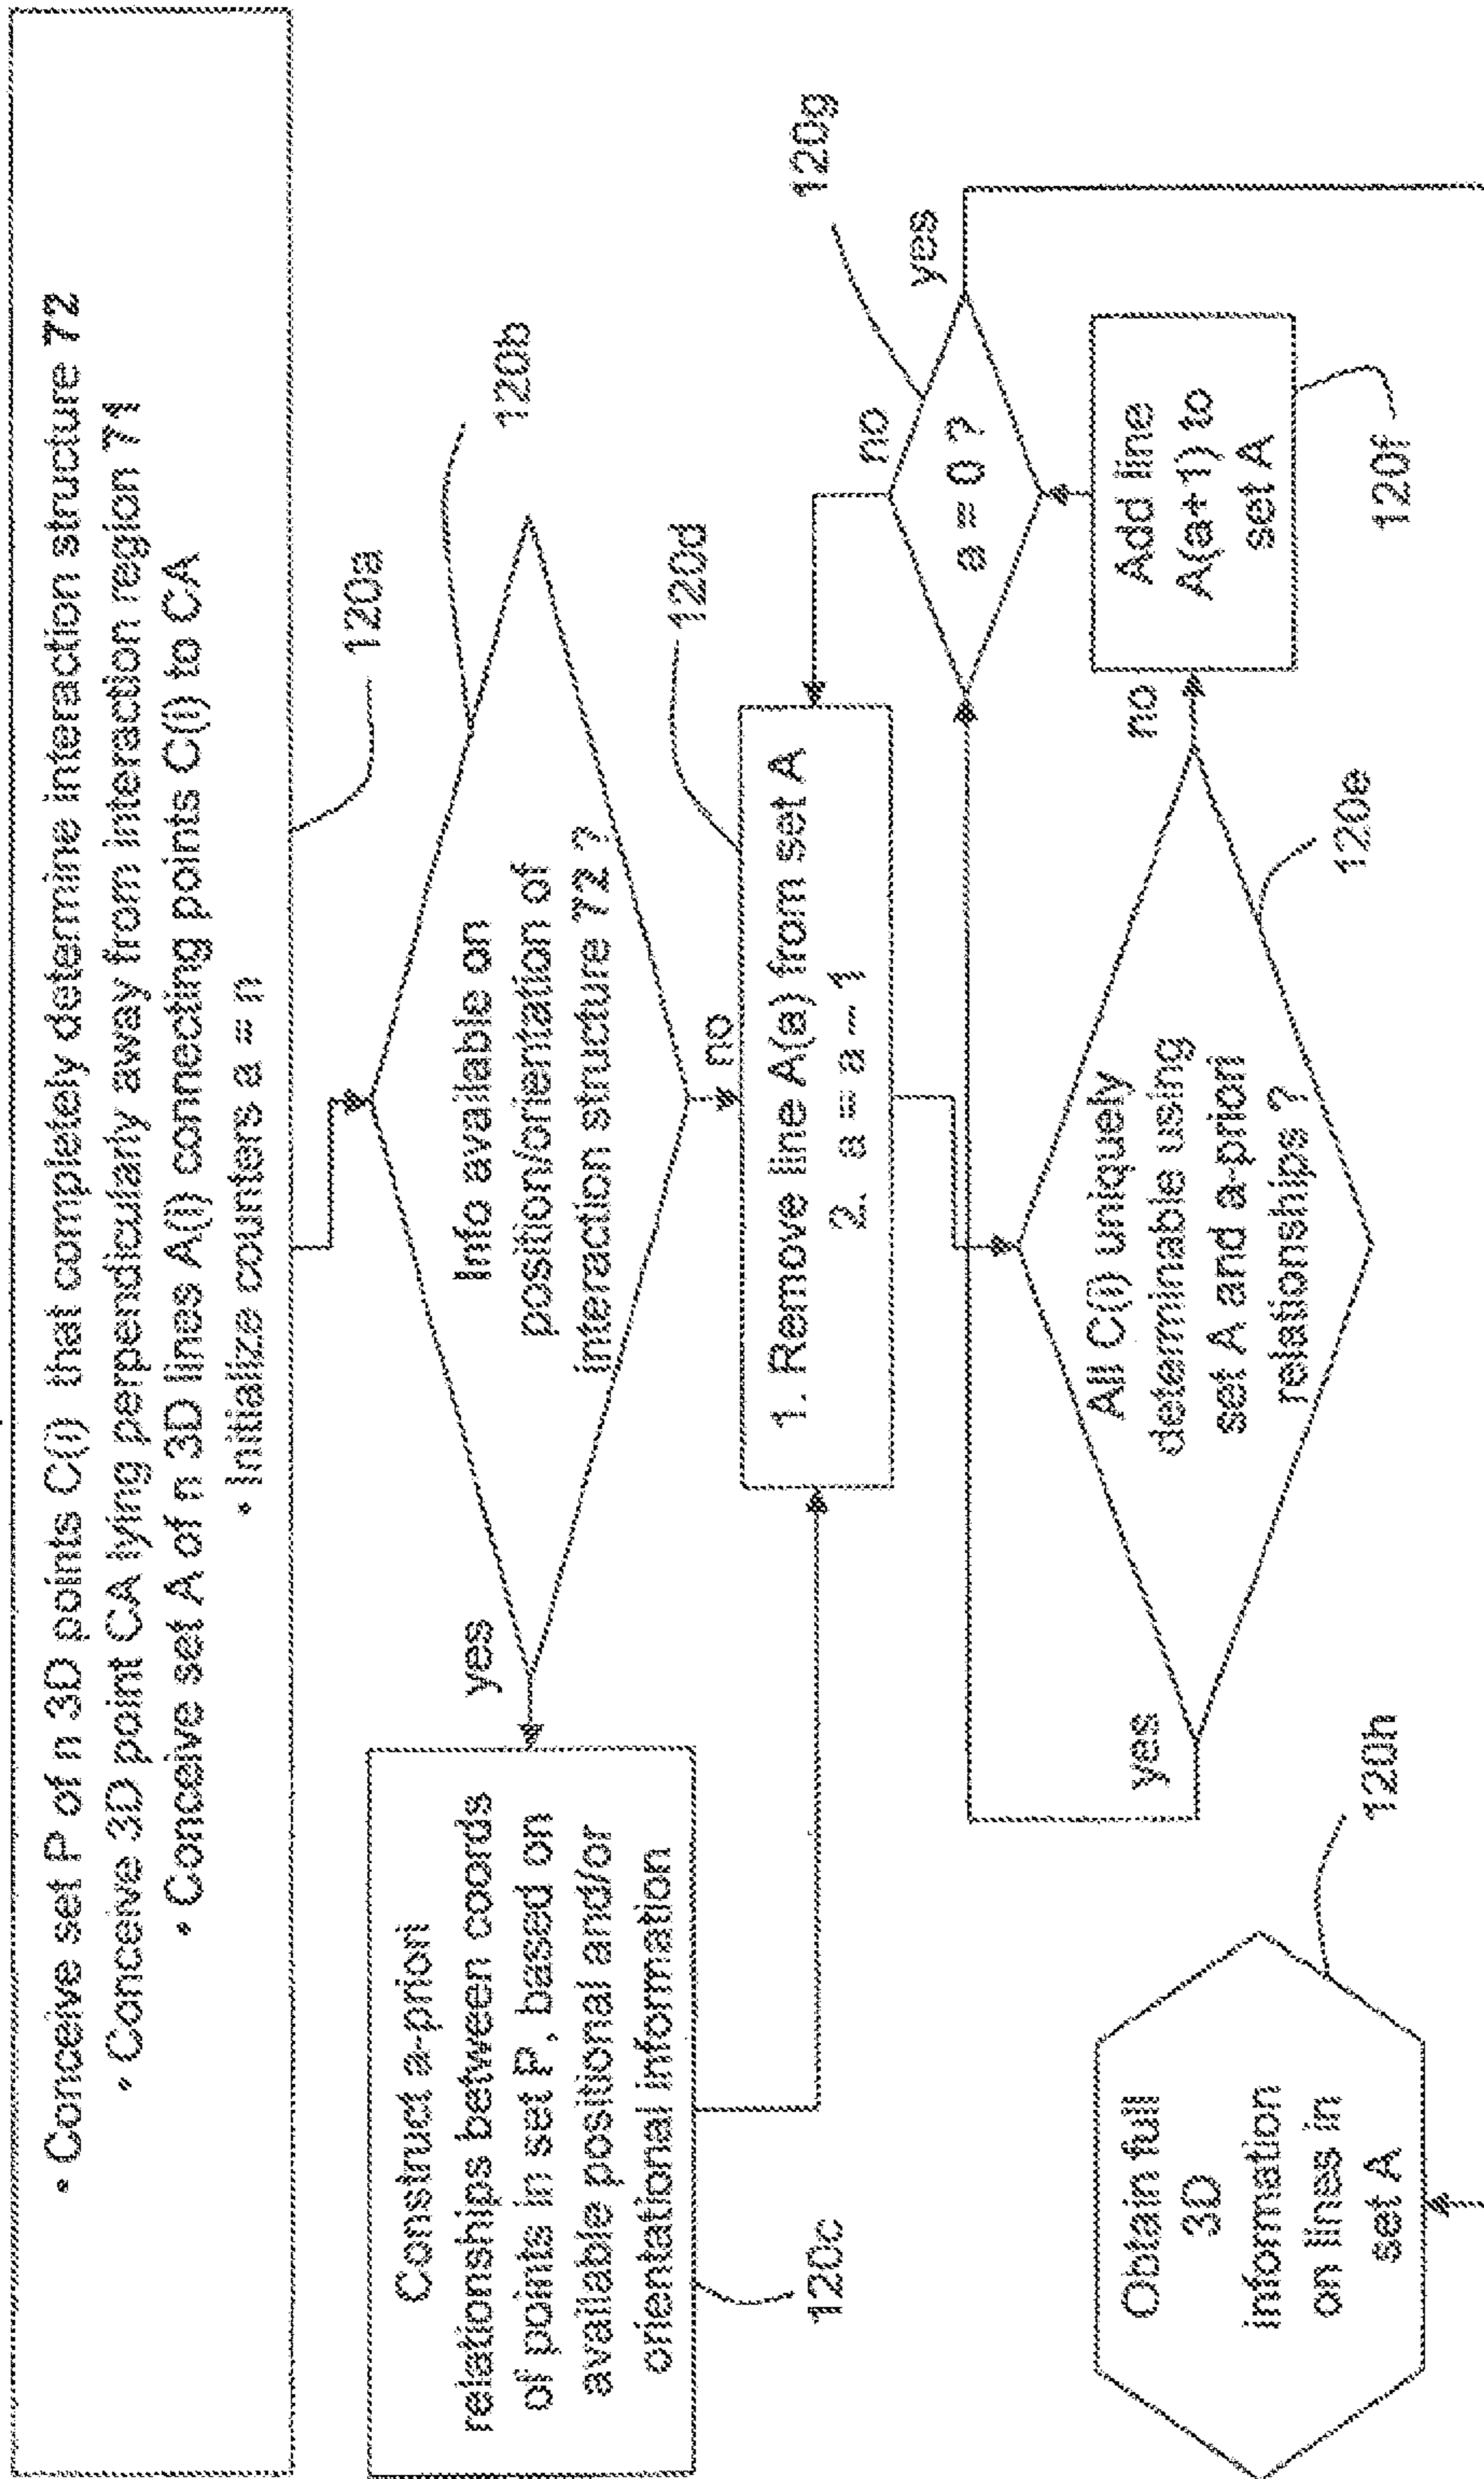 • Conceive set P of n 3D points C(i) that completely determine interaction structure 72
• Conceive 3D point CA lying perpendicularly away from interaction region 71
• Conceive set A of n 3D lines A(i) connecting points C(i) to CA
• Initialize counters a = n
120a
Info available on
position/orientation of
interaction structure 72 ?
120b
yes
no
Construct a-priori
relationships between coords
of points in set P, based on
available positional and/or
orientational information
120c
1. Remove line A(a) from set A
2. a = a – 1
120d
All C(i) uniquely
determinable using
set A and a-priori
relationships ?
120e
yes
no
Add line
A(a+1) to
set A
120f
a = 0 ?
120g
no
yes
Obtain full
3D
information
on lines in
set A
120h